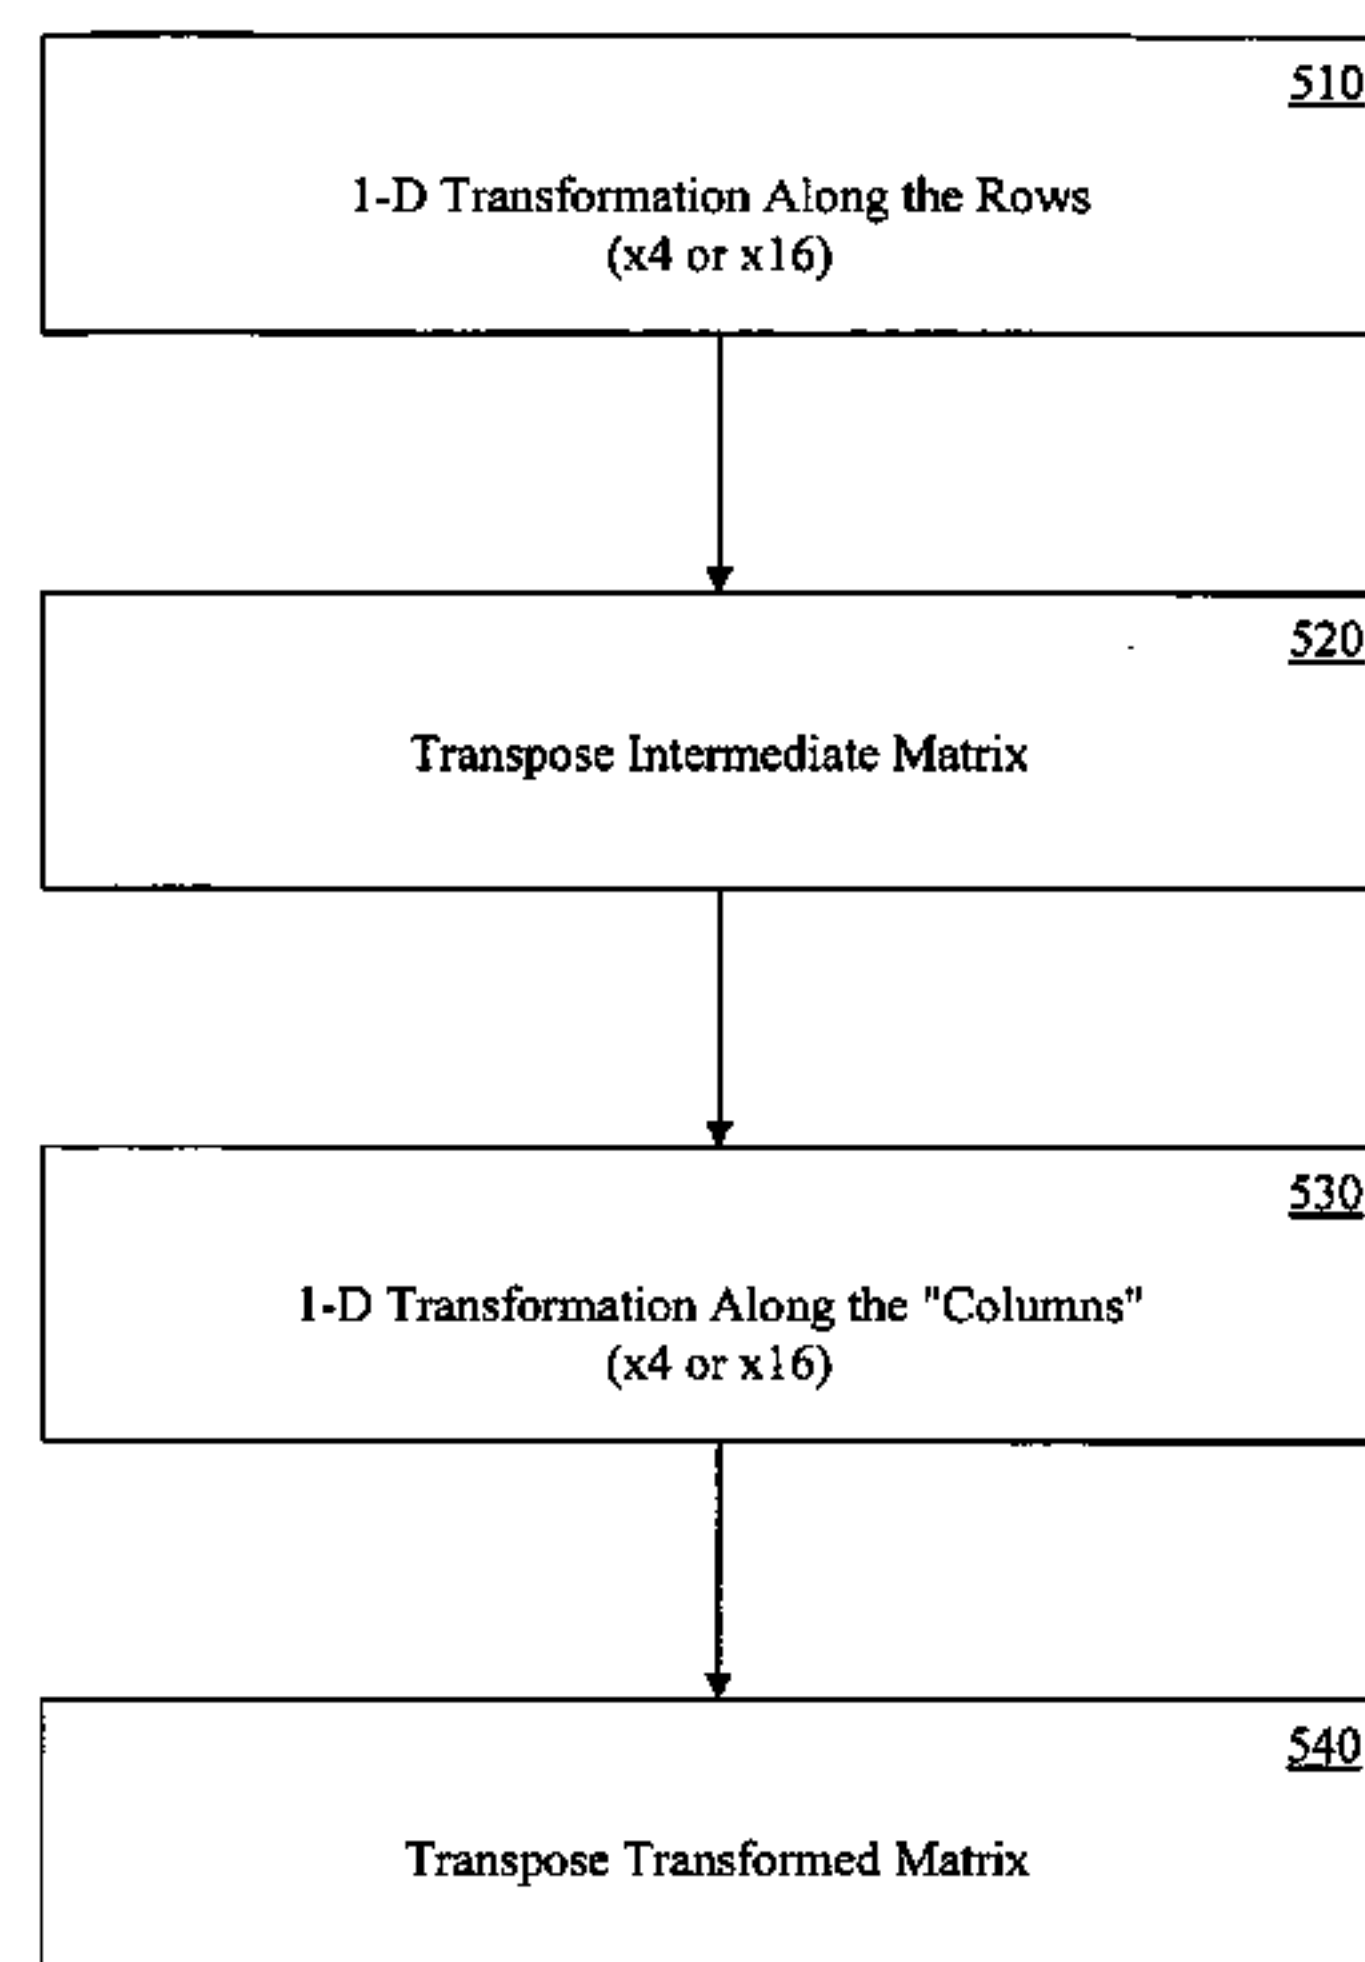 510
1-D Transformation Along the Rows
(x4 or x16)
520
Transpose Intermediate Matrix
530
1-D Transformation Along the "Columns"
(x4 or x16)
540
Transpose Transformed Matrix